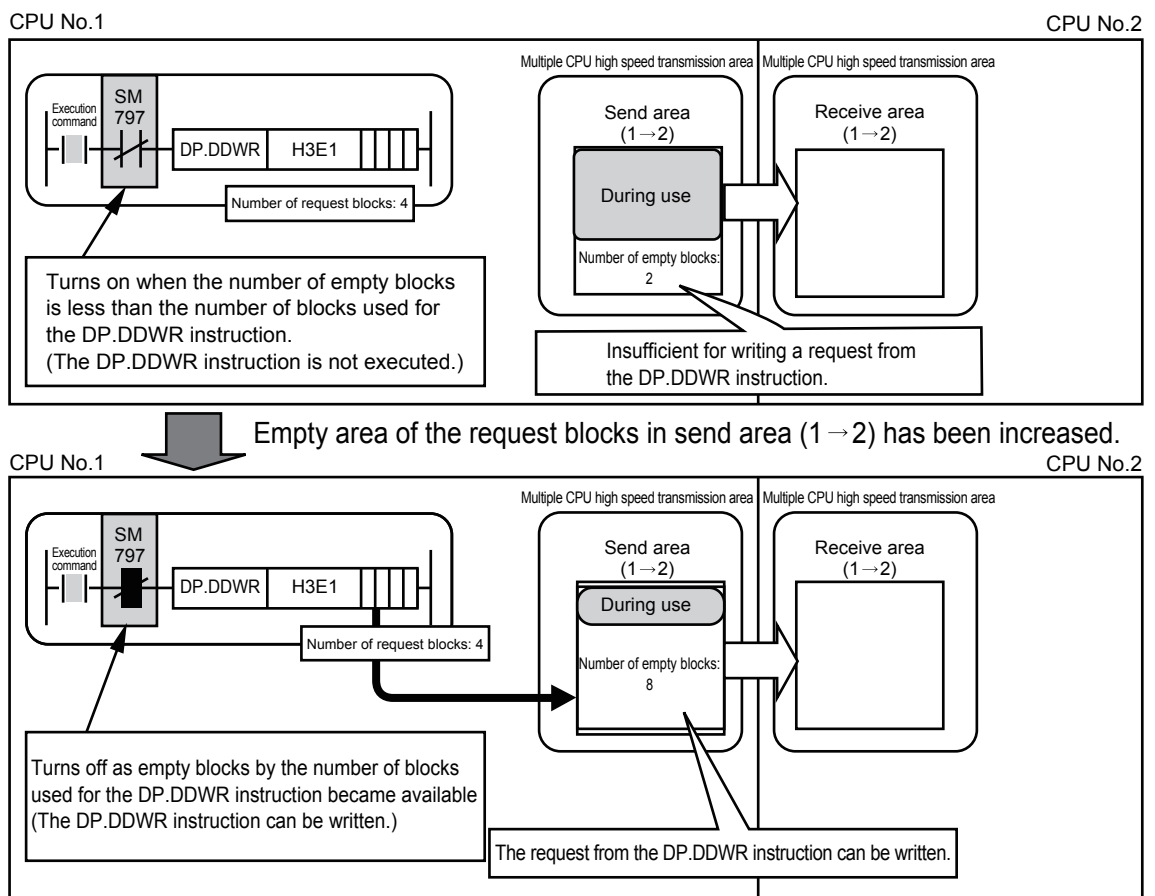 CPU No.1
CPU No.2
Multiple CPU high speed transmission area
Multiple CPU high speed transmission area
SM
797
Execution
command
DP.DDWR
H3E1
Number of request blocks: 4
Send area
(1→2)
Receive area
(1→2)
During use
Number of empty blocks:
2
Turns on when the number of empty blocks
is less than the number of blocks used for
the DP.DDWR instruction.
(The DP.DDWR instruction is not executed.)
Insufficient for writing a request from
the DP.DDWR instruction.
Empty area of the request blocks in send area (1→2) has been increased.
CPU No.1
CPU No.2
Multiple CPU high speed transmission area
Multiple CPU high speed transmission area
SM
797
Execution
command
DP.DDWR
H3E1
Number of request blocks: 4
Send area
(1→2)
Receive area
(1→2)
During use
Number of empty blocks:
8
Turns off as empty blocks by the number of blocks
used for the DP.DDWR instruction became available
(The DP.DDWR instruction can be written.)
The request from the DP.DDWR instruction can be written.